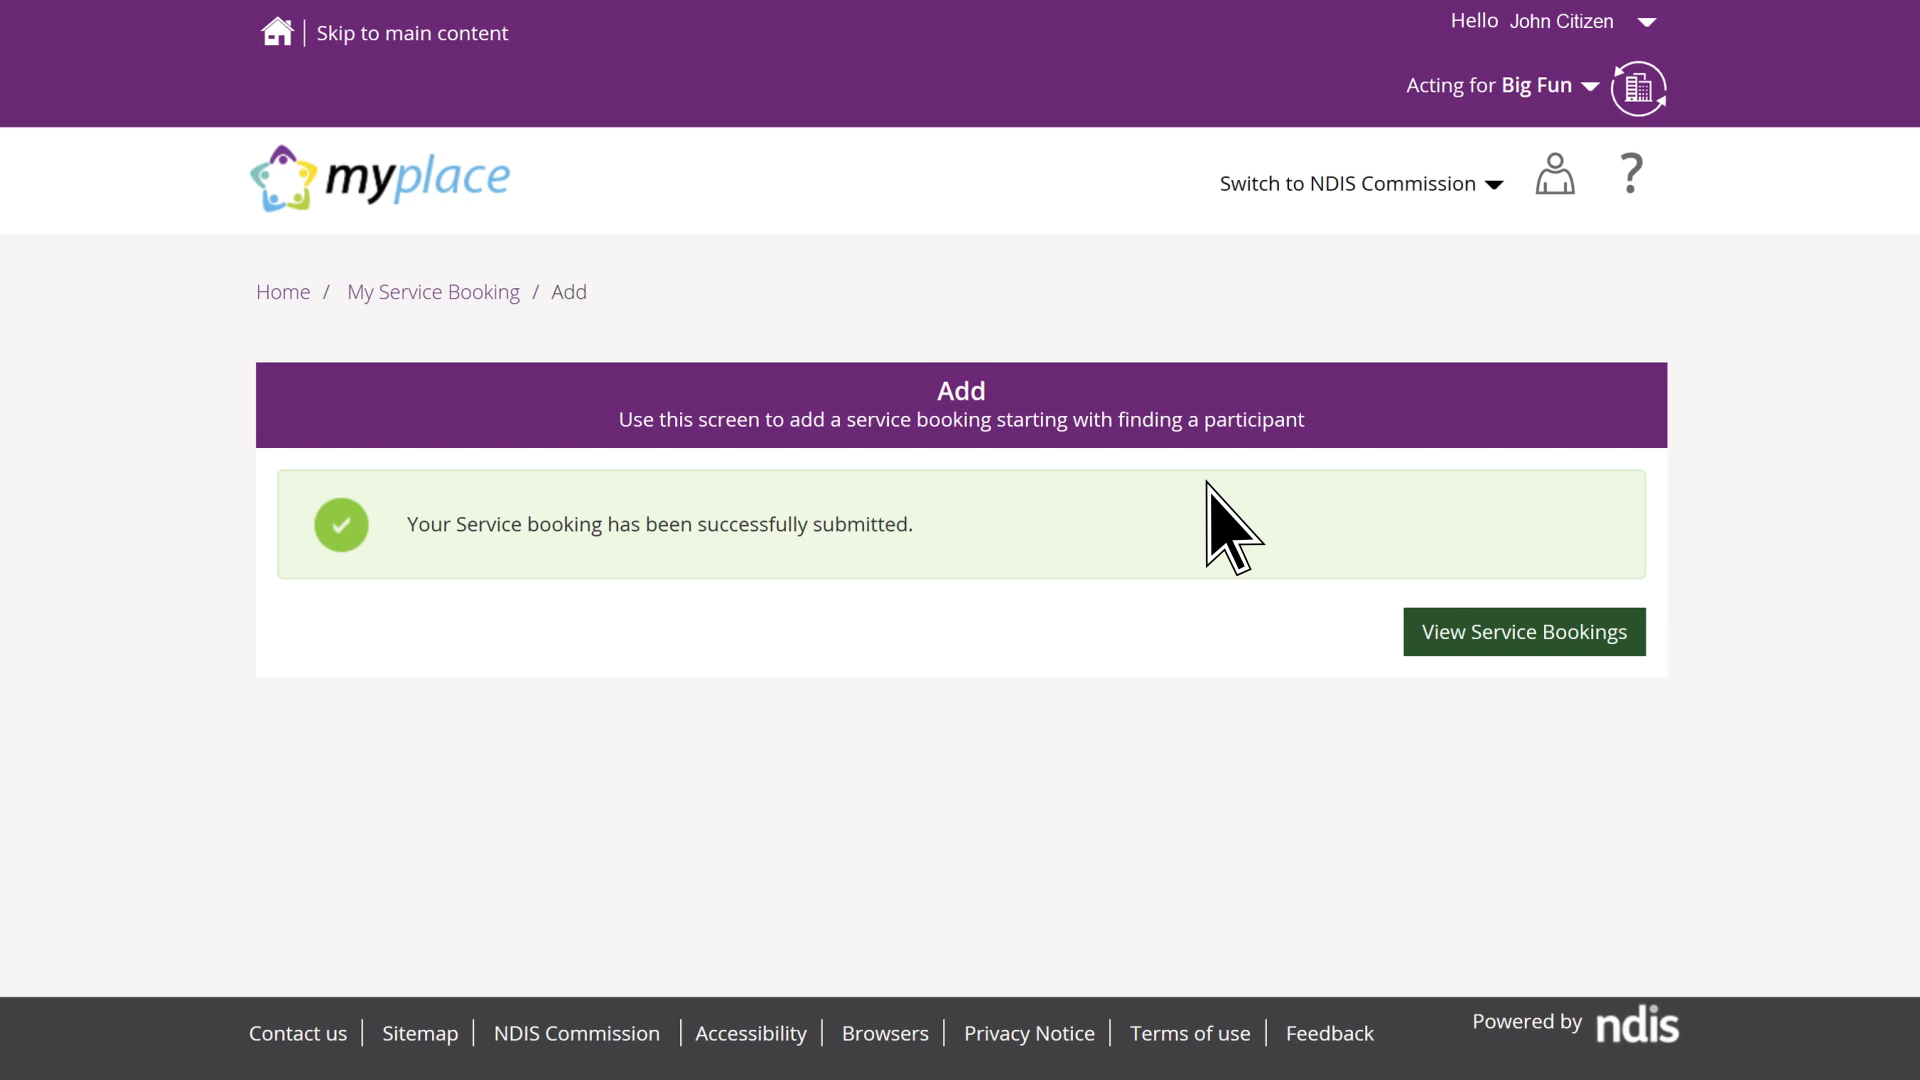 Skip to main content
Hello John Citizen
Acting for Big Fun
myplace
Switch to NDIS Commission
?
Home / My Service Booking / Add
Add
Use this screen to add a service booking starting with finding a participant
Your Service booking has been successfully submitted.
View Service Bookings
Contact us | Sitemap | NDIS Commission | Accessibility | Browsers | Privacy Notice | Terms of use | Feedback
Powered by ndis